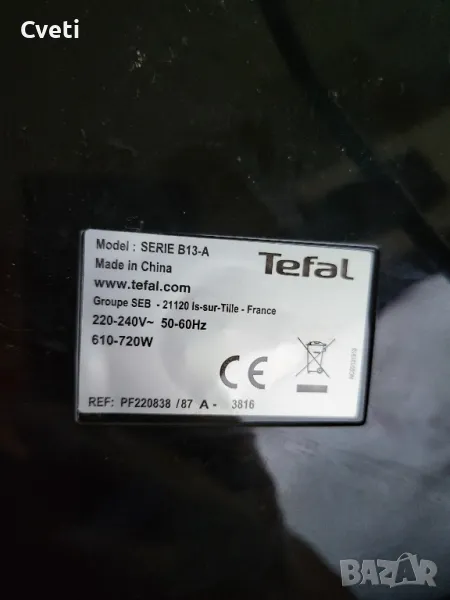 Cveti
Model : SERIE B13-A
Made in China
www.tefal.com
Groupe SEB - 21120 Is-sur-Tille - France
220-240V~ 50-60Hz
610-720W
Tefal
CE
REF: PF220838 /87 A - 3816
BAZAR